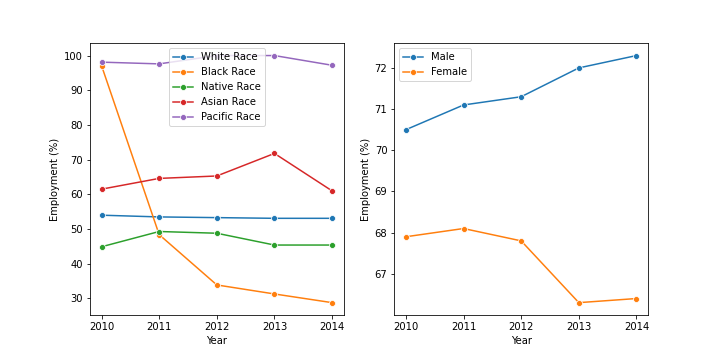 White Race
Black Race
Native Race
Asian Race
Pacific Race
100
90
80
70
60
50
40
30
Employment (%)
2010 2011 2012 2013 2014
Year
Male
Female
72
71
70
69
68
67
Employment (%)
2010 2011 2012 2013 2014
Year